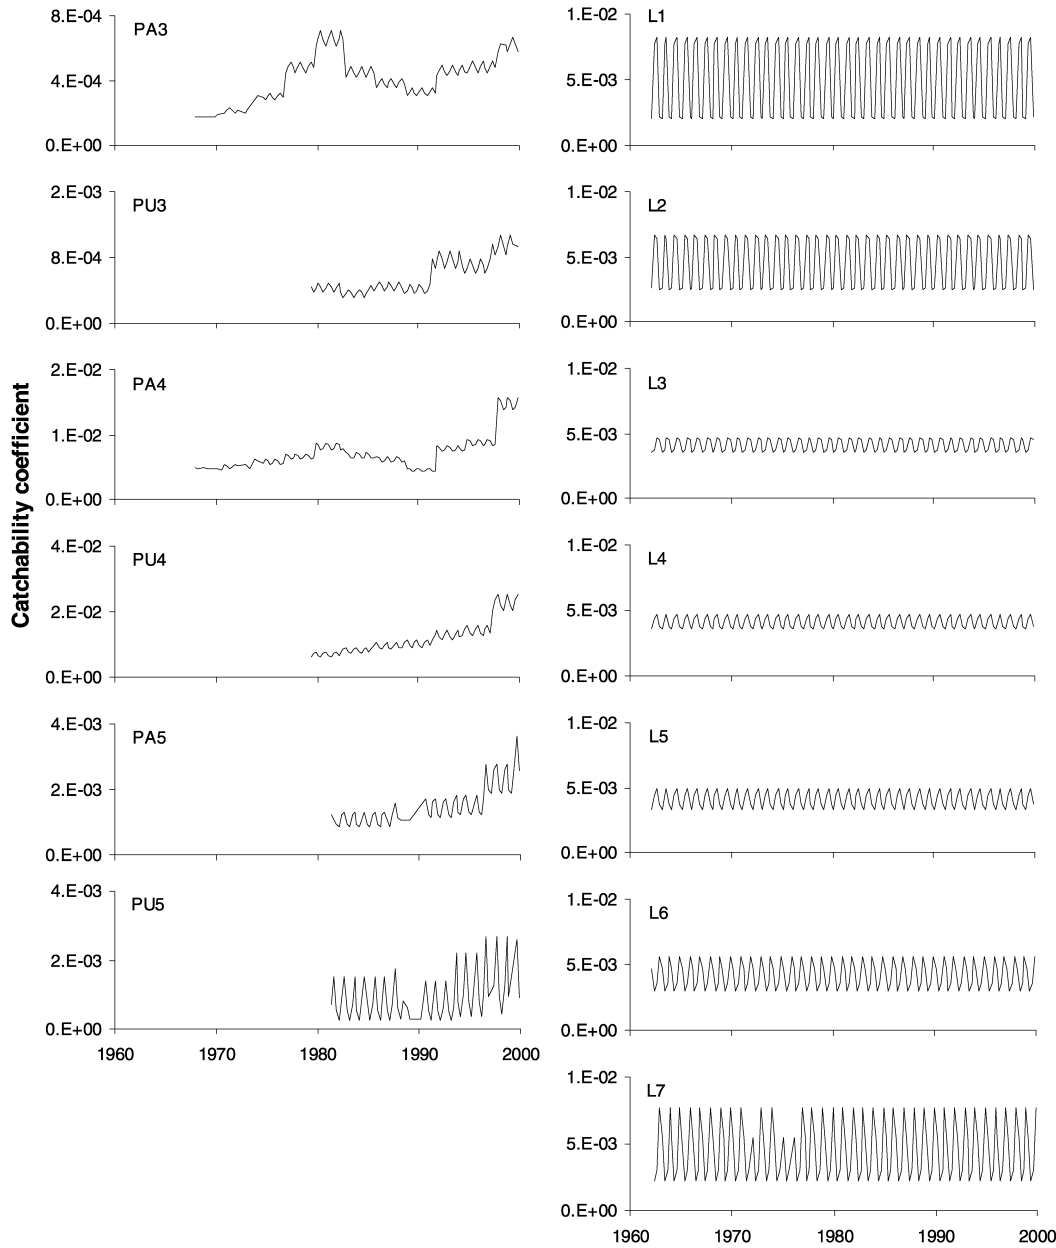 Catchability coefficient
PA3
8.E-04
4.E-04
0.E+00
PU3
2.E-03
8.E-04
0.E+00
PA4
2.E-02
1.E-02
0.E+00
PU4
4.E-02
2.E-02
0.E+00
PA5
4.E-03
2.E-03
0.E+00
PU5
4.E-03
2.E-03
0.E+00
1960 1970 1980 1990 2000
L1
1.E-02
5.E-03
0.E+00
L2
1.E-02
5.E-03
0.E+00
L3
1.E-02
5.E-03
0.E+00
L4
1.E-02
5.E-03
0.E+00
L5
1.E-02
5.E-03
0.E+00
L6
1.E-02
5.E-03
0.E+00
L7
1.E-02
5.E-03
0.E+00
1960 1970 1980 1990 2000